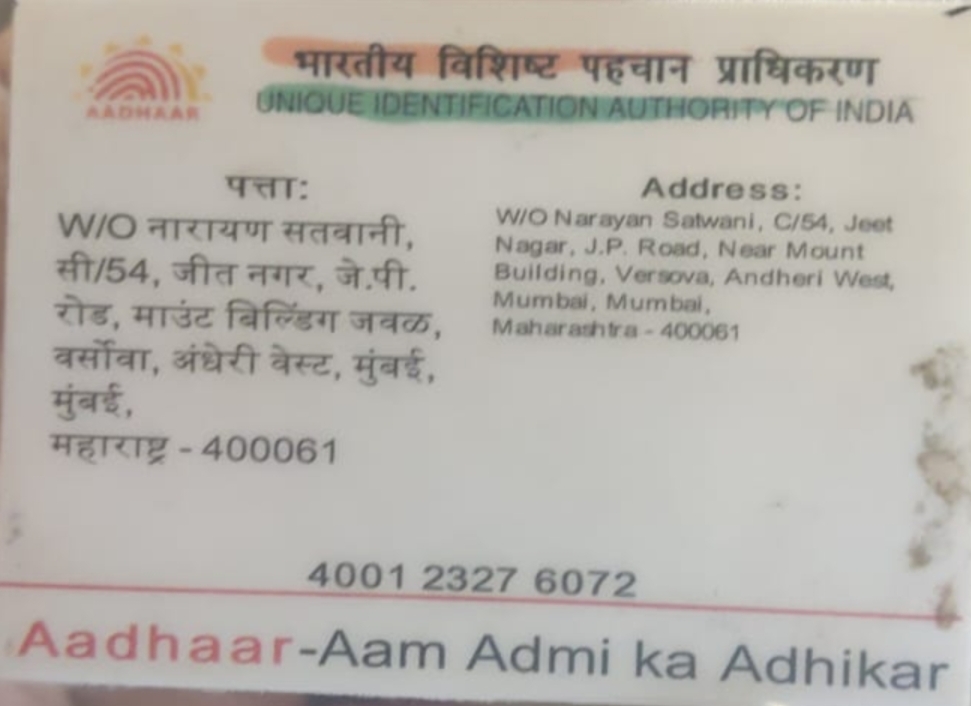 AADHAAR
भारतीय विशिष्ट पहचान प्राधिकरण
UNIQUE IDENTIFICATION AUTHORITY OF INDIA
पत्ता:
W/O नारायण सतवानी,
सी/54, जीत नगर, जे.पी.
रोड, माउंट बिल्डिंग जवळ,
वर्सोवा, अंधेरी वेस्ट, मुंबई,
मुंबई,
महाराष्ट्र - 400061
Address:
W/O Narayan Satwani, C/54, Jeet
Nagar, J.P. Road, Near Mount
Building, Versova, Andheri West,
Mumbai, Mumbai,
Maharashtra - 400061
4001 2327 6072
Aadhaar-Aam Admi ka Adhikar